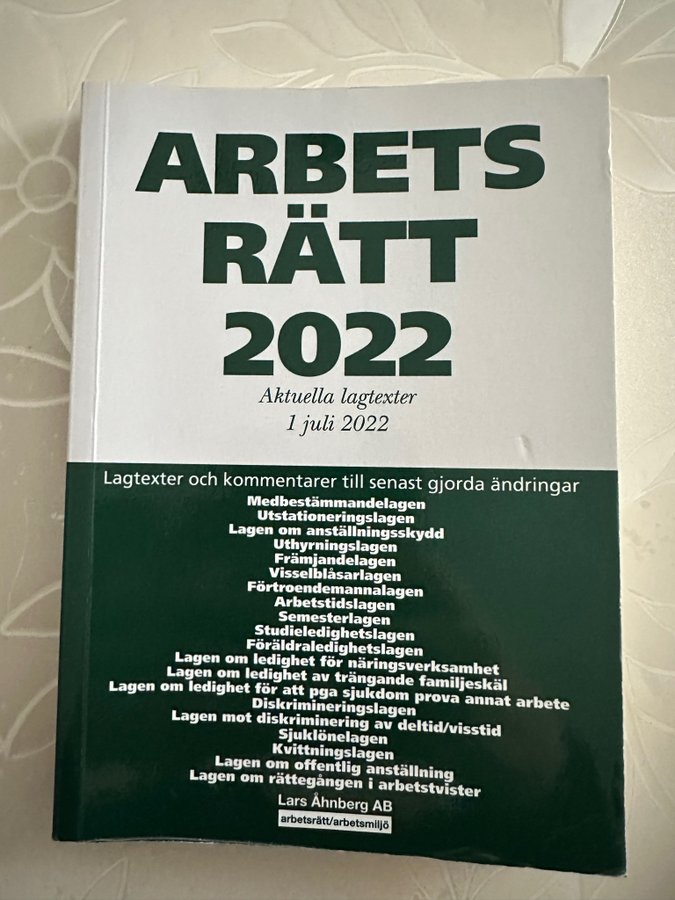 ARBETS
RÄTT
2022
Aktuella lagtexter
1 juli 2022
Lagtexter och kommentarer till senast gjorda ändringar
Medbestämmandelagen
Utstationeringslagen
Lagen om anställningsskydd
Uthyrningslagen
Främjandelagen
Visselblåsarlagen
Förtroendemannalagen
Arbetstidslagen
Semesterlagen
Studieledighetslagen
Föräldraledighetslagen
Lagen om ledighet för näringsverksamhet
Lagen om ledighet av trängande familjeskäl
Lagen om ledighet för att pga sjukdom prova annat arbete
Diskrimineringslagen
Lagen mot diskriminering av deltid/visstid
Sjuklönelagen
Kvittningslagen
Lagen om offentlig anställning
Lagen om rättegången i arbetstvister
Lars Åhnberg AB
arbetsrätt/arbetsmiljö